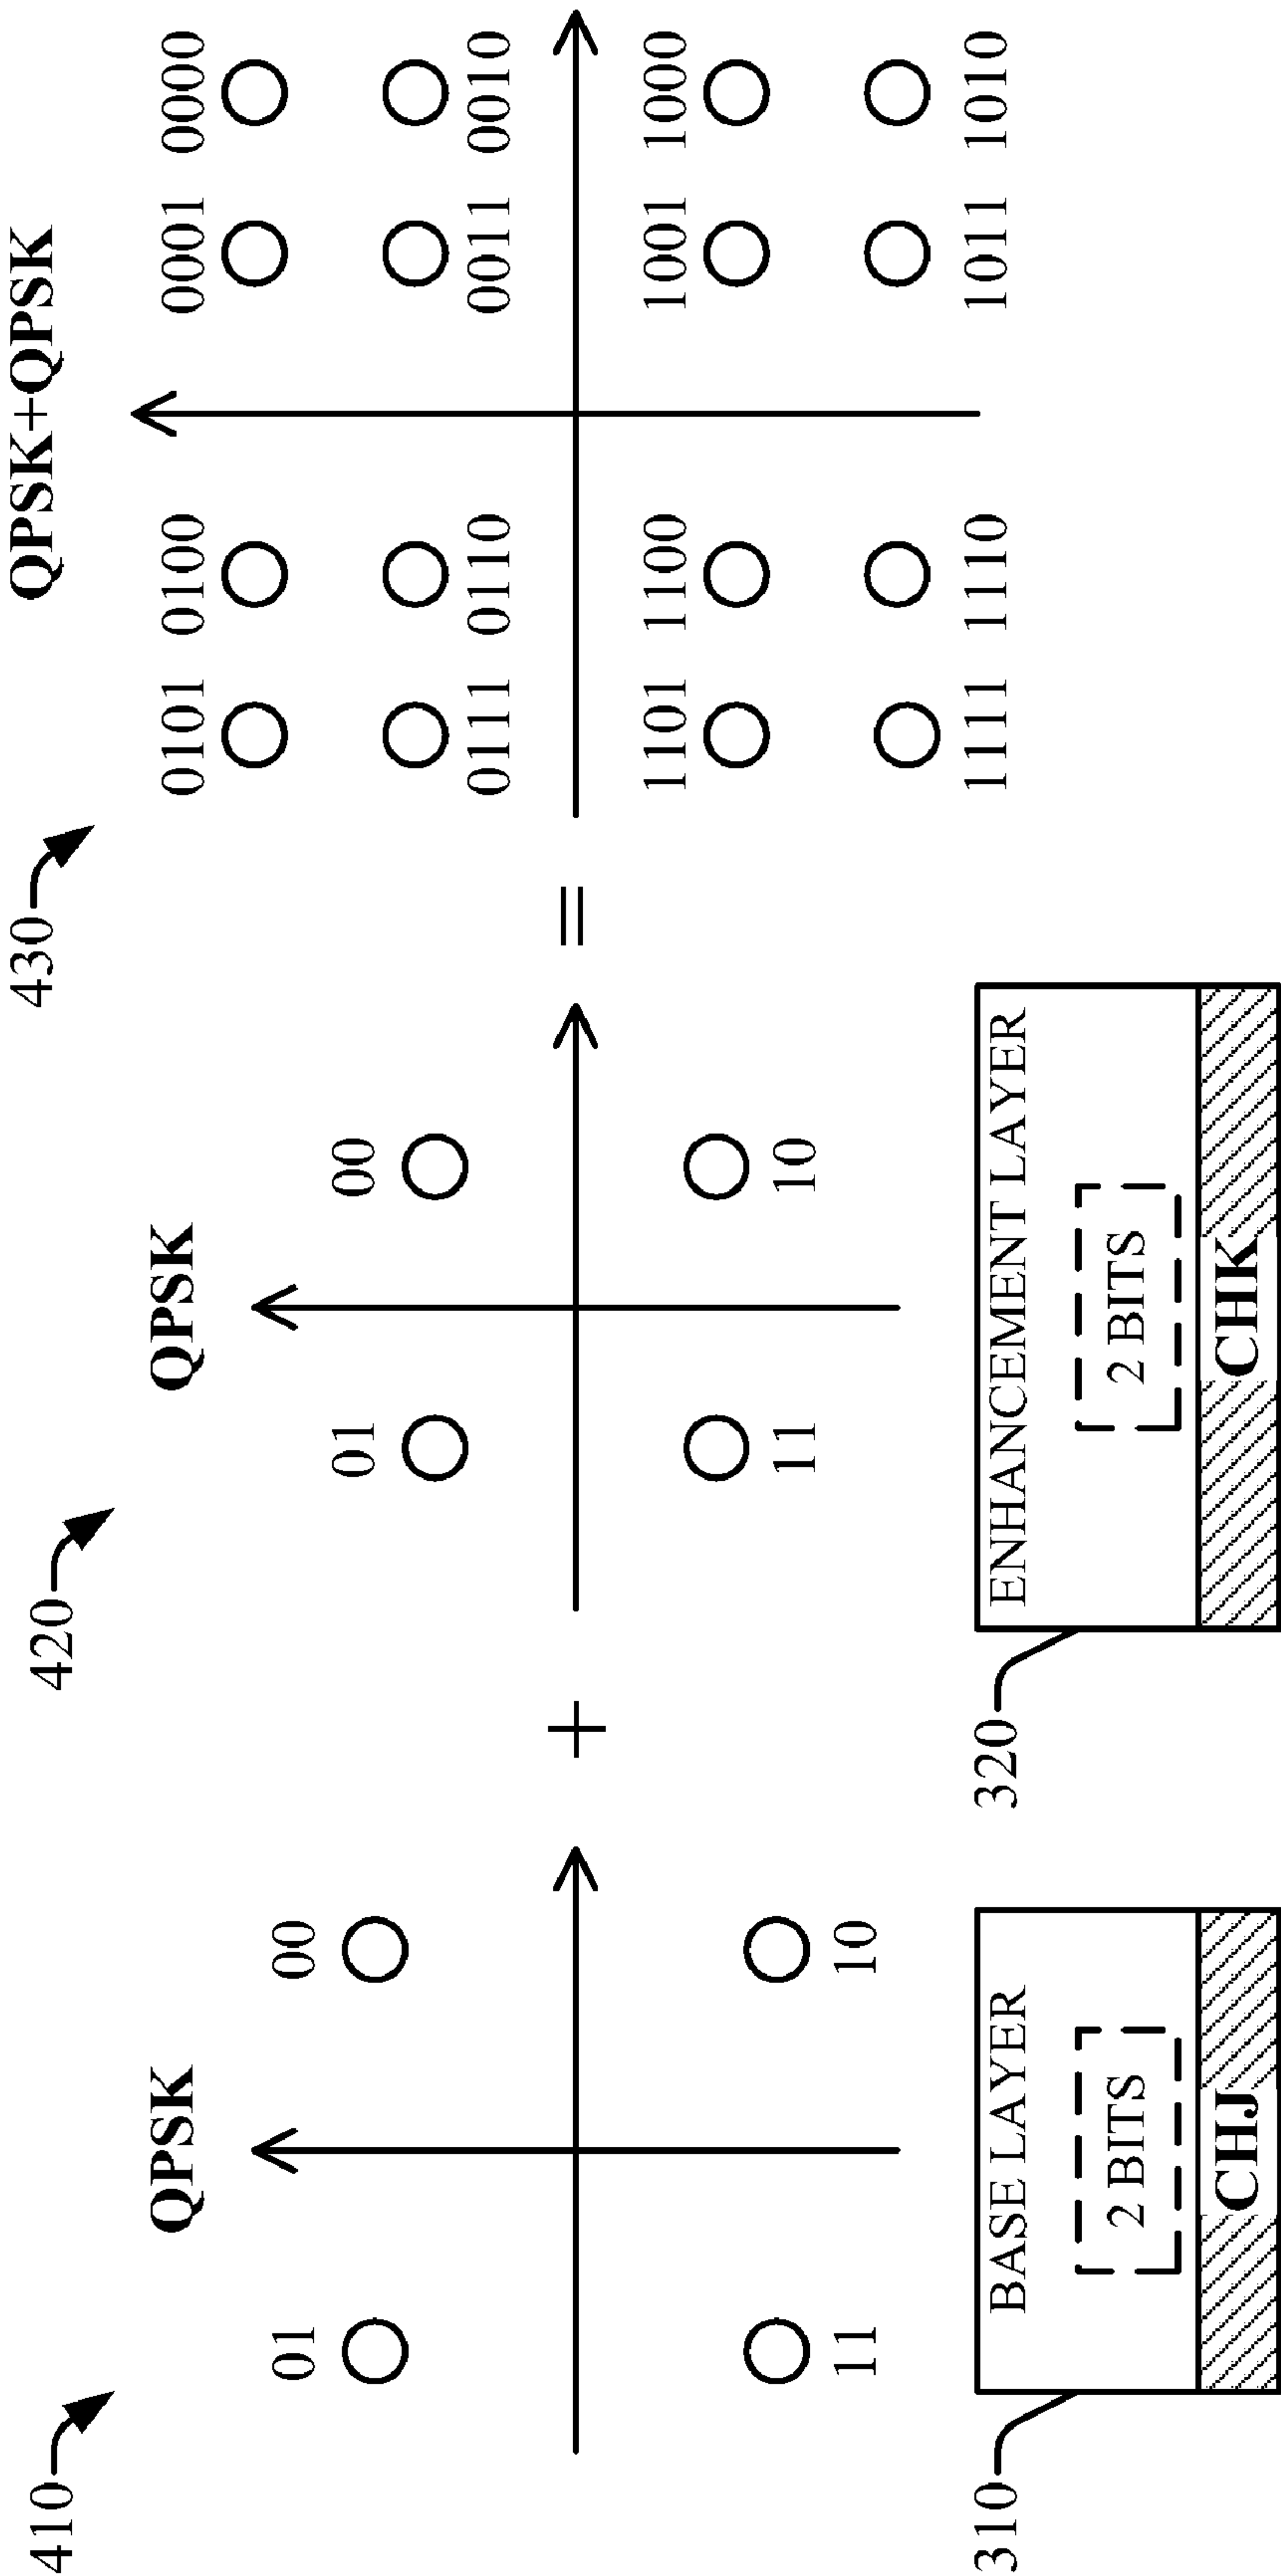 410
QPSK
01 00
11 10
+
420
QPSK
01 00
11 10
=
430
QPSK+QPSK
0101 0100 0001 0000
0111 0110 0011 0010
1101 1100 1001 1000
1111 1110 1011 1010
310
BASE LAYER
2 BITS
CHJ
320
ENHANCEMENT LAYER
2 BITS
CHK